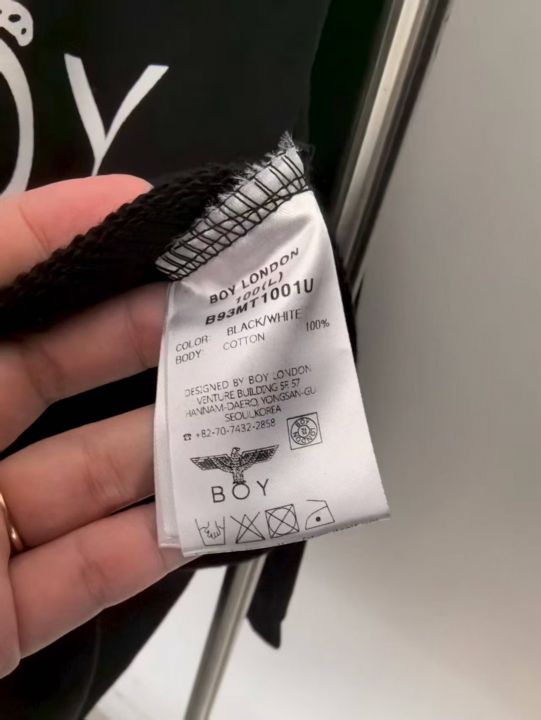 OY
BOY LONDON
100(L)
B93MT1001U
COLOR: BLACK/WHITE
BODY: COTTON 100%
DESIGNED BY BOY LONDON
VENTURE BUILDING 5F 57
HANNAM-DAERO, YONGSAN-GU
SEOUL KOREA
☎ +82-70-7432-2858
BOY